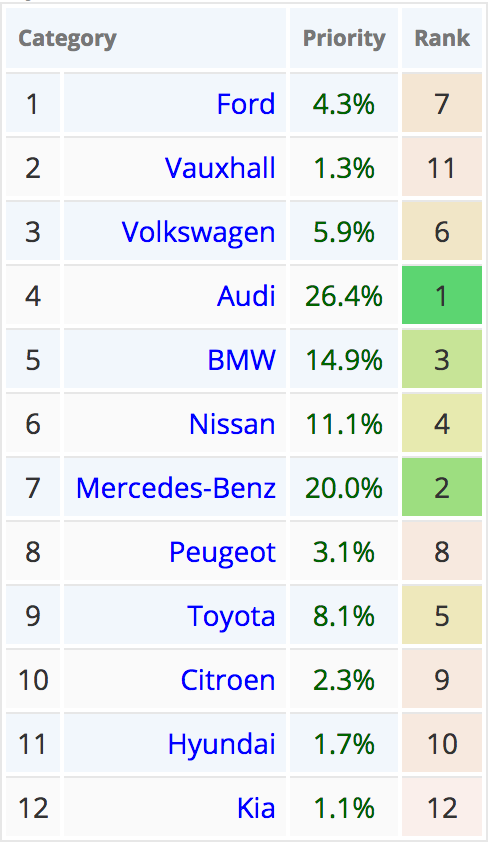 Category Priority Rank
1 Ford 4.3% 7
2 Vauxhall 1.3% 11
3 Volkswagen 5.9% 6
4 Audi 26.4% 1
5 BMW 14.9% 3
6 Nissan 11.1% 4
7 Mercedes-Benz 20.0% 2
8 Peugeot 3.1% 8
9 Toyota 8.1% 5
10 Citroen 2.3% 9
11 Hyundai 1.7% 10
12 Kia 1.1% 12